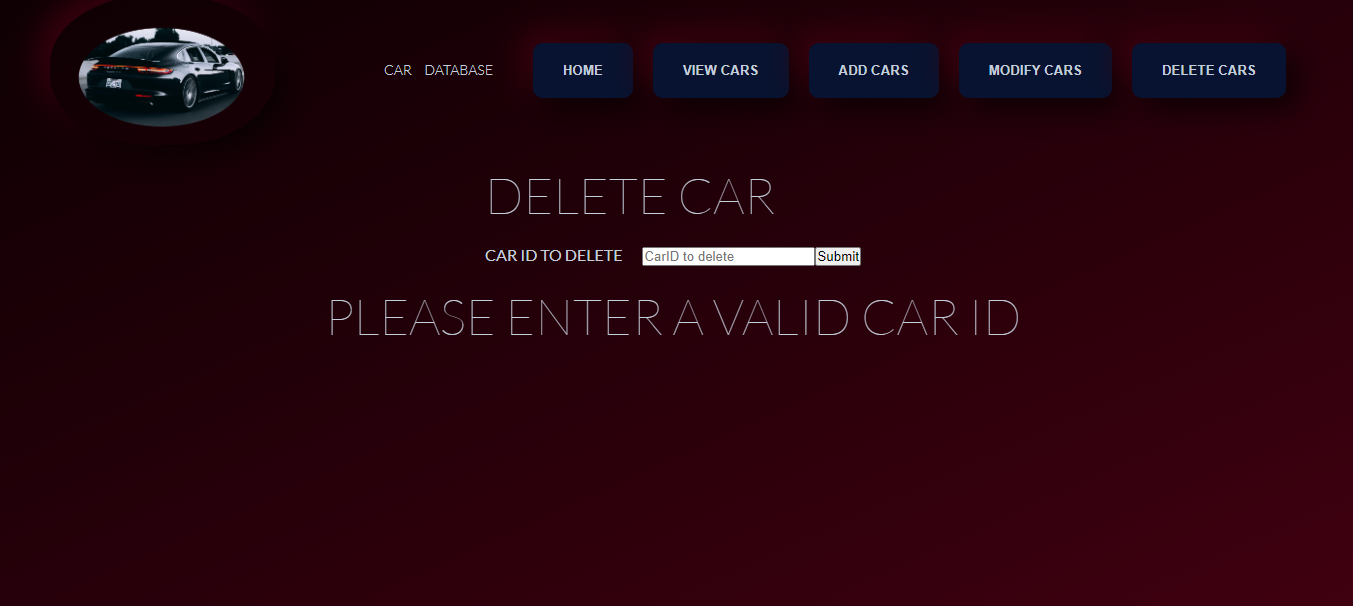 CAR DATABASE HOME VIEW CARS ADD CARS MODIFY CARS DELETE CARS
DELETE CAR
CAR ID TO DELETE CarID to delete Submit
PLEASE ENTER A VALID CAR ID